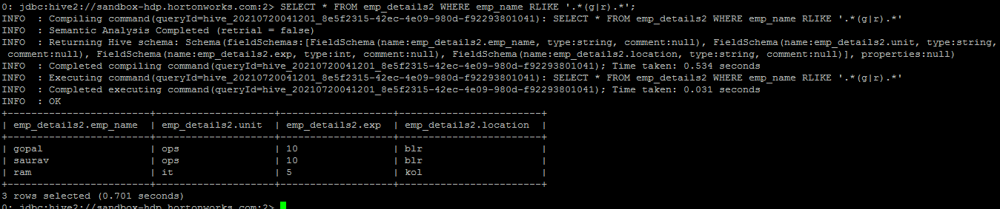 0: jdbc:hive2://sandbox-hdp.hortonworks.com:2> SELECT * FROM emp_details2 WHERE emp_name RLIKE '.*(g|r).*';
INFO  : Compiling command(queryId=hive_20210720041201_8e5f2315-42ec-4e09-980d-f92293801041): SELECT * FROM emp_details2 WHERE emp_name RLIKE '.*(g|r).*'
INFO  : Semantic Analysis Completed (retrial = false)
INFO  : Returning Hive schema: Schema(fieldSchemas:[FieldSchema(name:emp_details2.emp_name, type:string, comment:null), FieldSchema(name:emp_details2.unit, type:string,
comment:null), FieldSchema(name:emp_details2.exp, type:int, comment:null), FieldSchema(name:emp_details2.location, type:string, comment:null)], properties:null)
INFO  : Completed compiling command(queryId=hive_20210720041201_8e5f2315-42ec-4e09-980d-f92293801041); Time taken: 0.534 seconds
INFO  : Executing command(queryId=hive_20210720041201_8e5f2315-42ec-4e09-980d-f92293801041): SELECT * FROM emp_details2 WHERE emp_name RLIKE '.*(g|r).*'
INFO  : Completed executing command(queryId=hive_20210720041201_8e5f2315-42ec-4e09-980d-f92293801041); Time taken: 0.031 seconds
INFO  : OK
+------------------------+--------------------+-------------------+------------------------+
| emp_details2.emp_name  | emp_details2.unit  | emp_details2.exp  | emp_details2.location  |
+------------------------+--------------------+-------------------+------------------------+
| gopal                  | ops                | 10                | blr                    |
| saurav                 | ops                | 10                | blr                    |
| ram                    | it                 | 5                 | kol                    |
+------------------------+--------------------+-------------------+------------------------+
3 rows selected (0.701 seconds)
0: jdbc:hive2://sandbox-hdp.hortonworks.com:2>